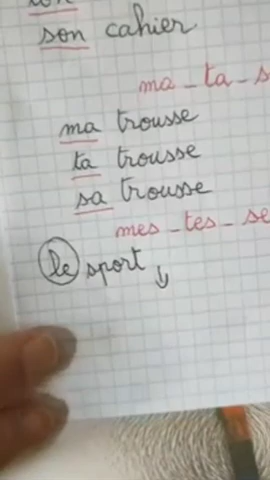 son cahier
ma - ta - s
ma trousse
ta trousse
sa trousse
mes - tes - se
le sport